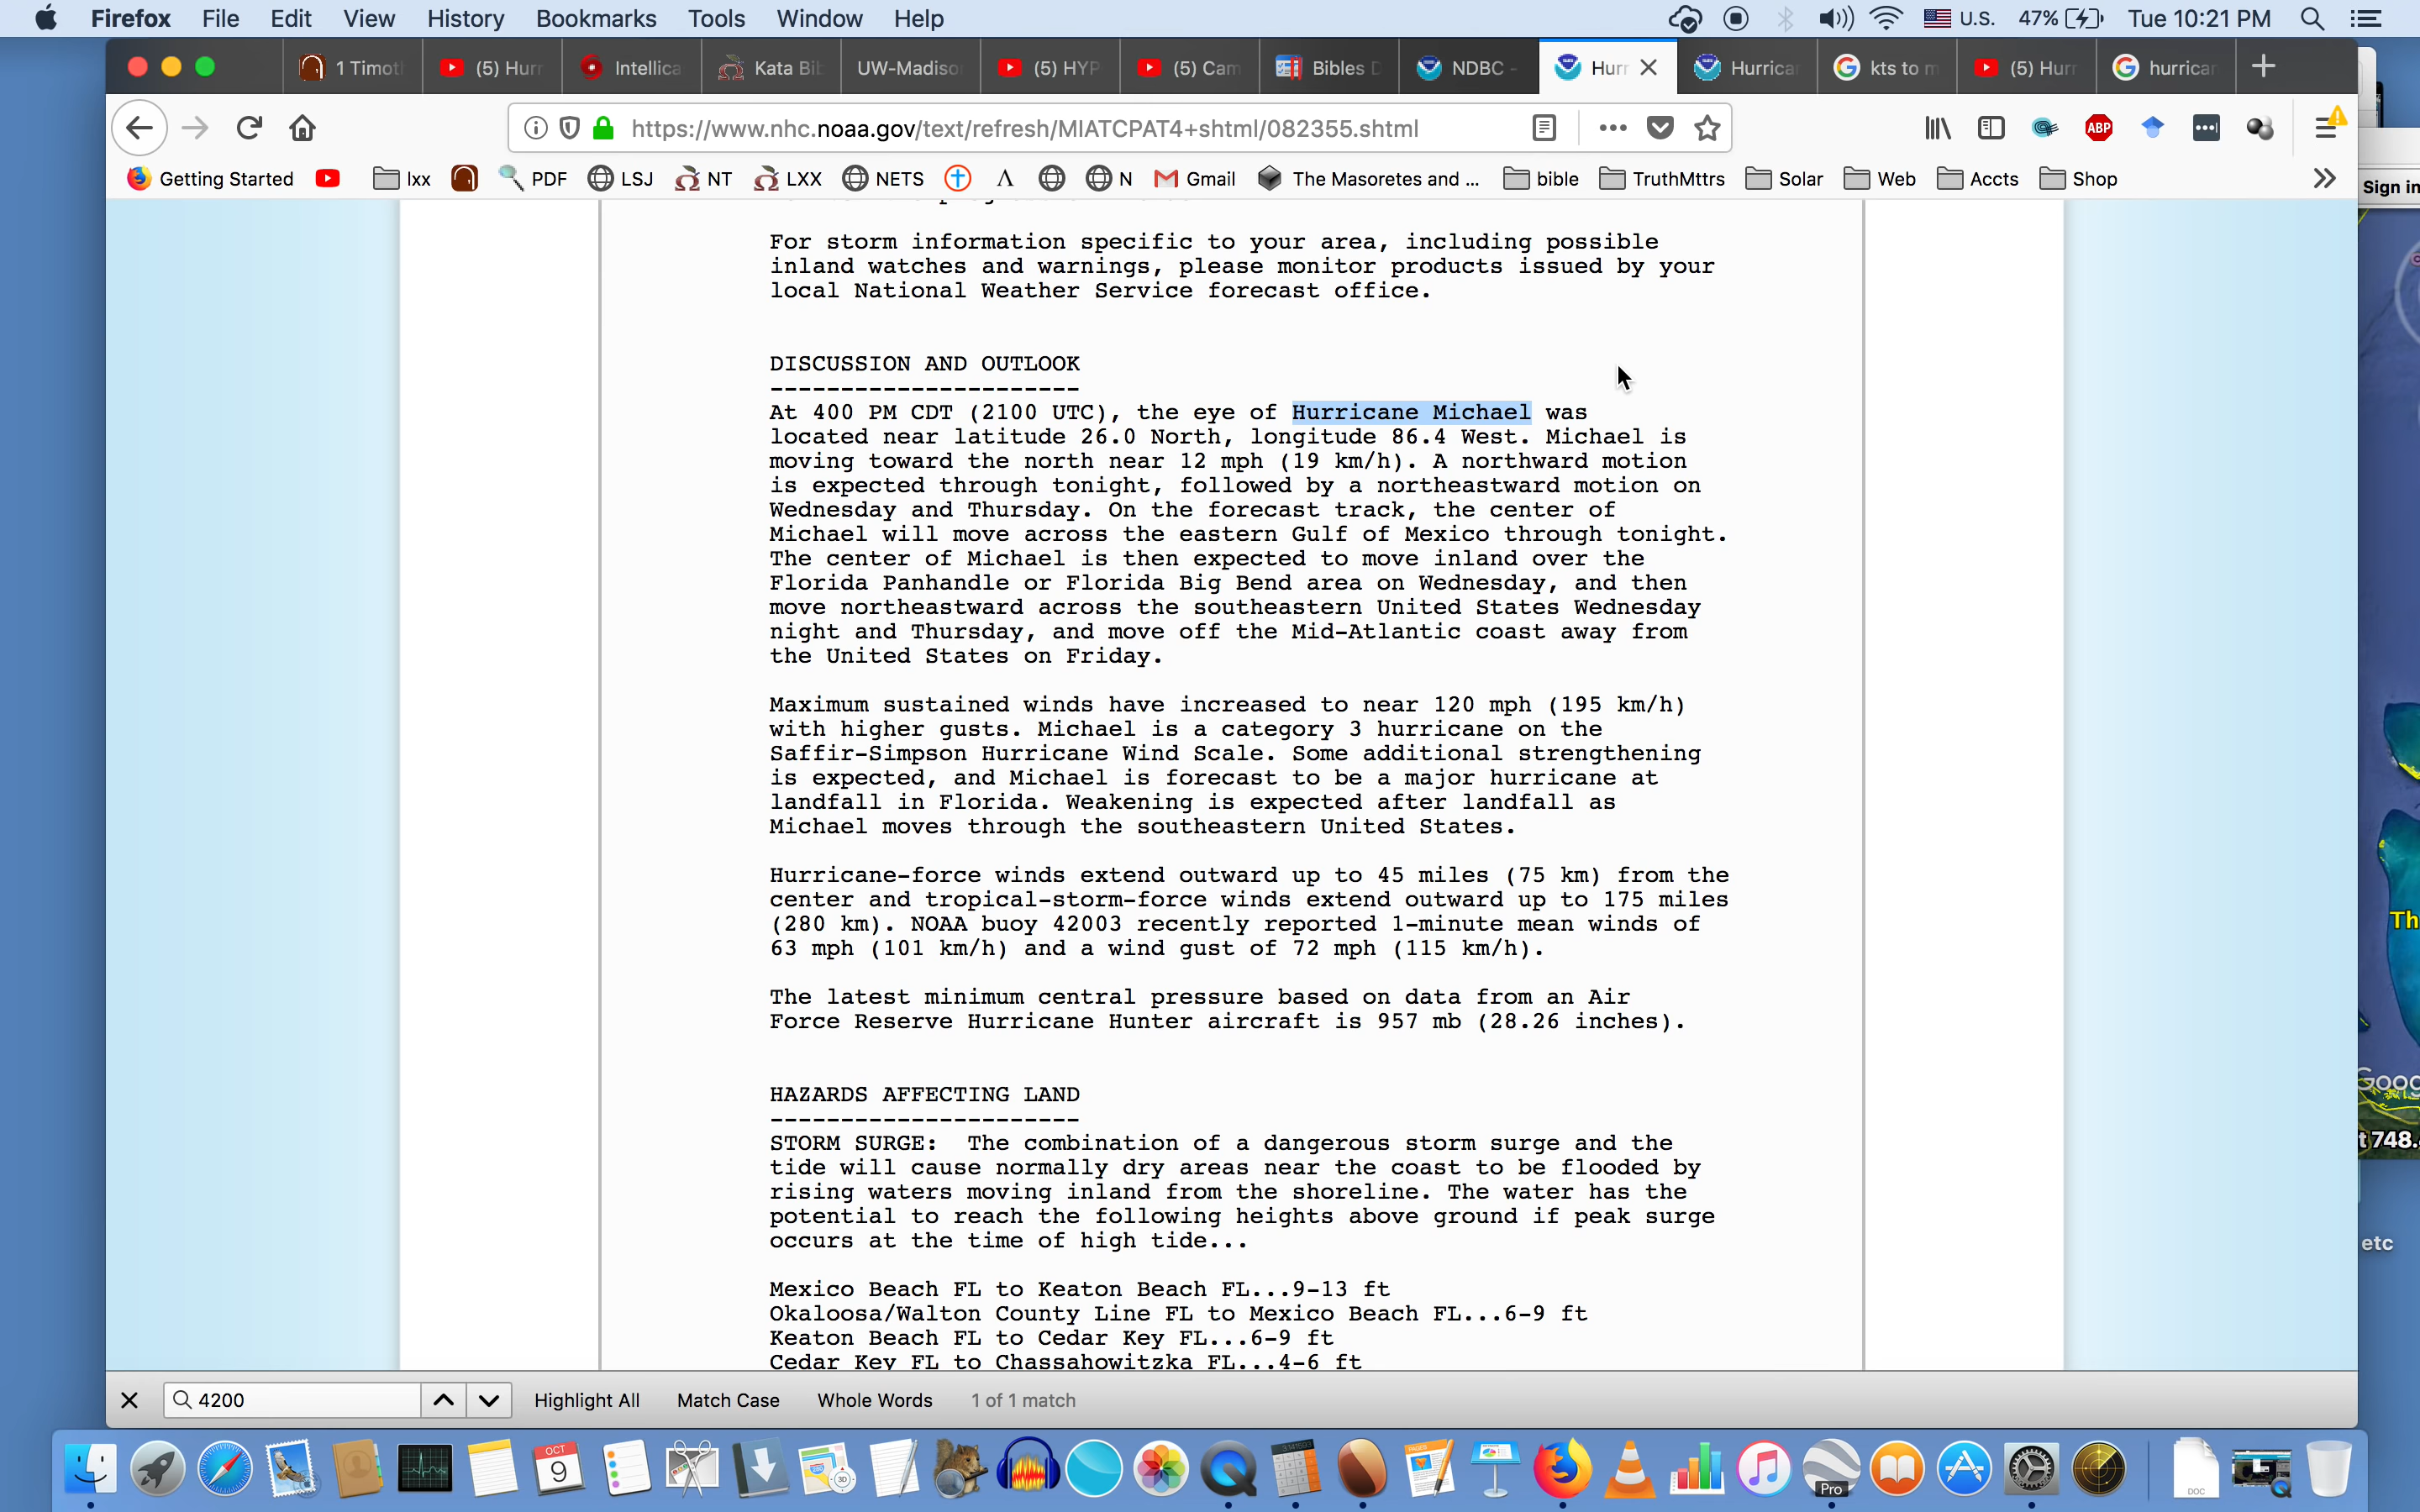 Firefox File Edit View History Bookmarks Tools Window Help U.S. 47% Tue 10:21 PM
1 Timot (5) Hurr Intellica Kata Bib UW-Madiso (5) HYP (5) Cam Bibles D NDBC - Hurr Hurrica kts to m (5) Hurr hurrican
https://www.nhc.noaa.gov/text/refresh/MIATCPAT4+shtml/082355.shtml ABP
Getting Started lxx PDF LSJ NT LXX NETS Λ N Gmail The Masoretes and ... bible TruthMttrs Solar Web Accts Shop
Sign in
For storm information specific to your area, including possible
inland watches and warnings, please monitor products issued by your
local National Weather Service forecast office.
DISCUSSION AND OUTLOOK
----------------------
At 400 PM CDT (2100 UTC), the eye of Hurricane Michael was
located near latitude 26.0 North, longitude 86.4 West. Michael is
moving toward the north near 12 mph (19 km/h). A northward motion
is expected through tonight, followed by a northeastward motion on
Wednesday and Thursday. On the forecast track, the center of
Michael will move across the eastern Gulf of Mexico through tonight.
The center of Michael is then expected to move inland over the
Florida Panhandle or Florida Big Bend area on Wednesday, and then
move northeastward across the southeastern United States Wednesday
night and Thursday, and move off the Mid-Atlantic coast away from
the United States on Friday.
Maximum sustained winds have increased to near 120 mph (195 km/h)
with higher gusts. Michael is a category 3 hurricane on the
Saffir-Simpson Hurricane Wind Scale. Some additional strengthening
is expected, and Michael is forecast to be a major hurricane at
landfall in Florida. Weakening is expected after landfall as
Michael moves through the southeastern United States.
Hurricane-force winds extend outward up to 45 miles (75 km) from the
center and tropical-storm-force winds extend outward up to 175 miles
(280 km). NOAA buoy 42003 recently reported 1-minute mean winds of
63 mph (101 km/h) and a wind gust of 72 mph (115 km/h).
The latest minimum central pressure based on data from an Air
Force Reserve Hurricane Hunter aircraft is 957 mb (28.26 inches).
HAZARDS AFFECTING LAND
----------------------
STORM SURGE: The combination of a dangerous storm surge and the
tide will cause normally dry areas near the coast to be flooded by
rising waters moving inland from the shoreline. The water has the
potential to reach the following heights above ground if peak surge
occurs at the time of high tide...
Mexico Beach FL to Keaton Beach FL...9-13 ft
Okaloosa/Walton County Line FL to Mexico Beach FL...6-9 ft
Keaton Beach FL to Cedar Key FL...6-9 ft
Cedar Key FL to Chassahowitzka FL...4-6 ft
Th
Goog
t 748.
etc
4200 Highlight All Match Case Whole Words 1 of 1 match
OCT
9
3D
3.141593
PAGES
Pro
DOC